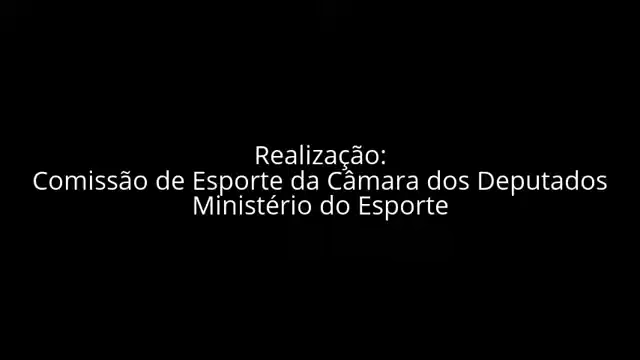 Realização:
Comissão de Esporte da Câmara dos Deputados
Ministério do Esporte